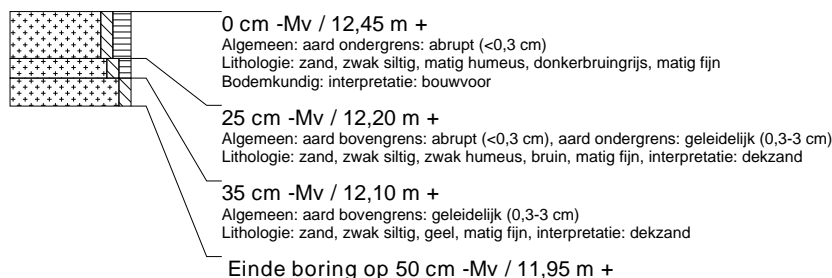 0 cm -Mv / 12,45 m +
Algemeen: aard ondergrens: abrupt (<0,3 cm)
Lithologie: zand, zwak siltig, matig humeus, donkerbruingrijs, matig fijn
Bodemkundig: interpretatie: bouwvoor
25 cm -Mv / 12,20 m +
Algemeen: aard bovengrens: abrupt (<0,3 cm), aard ondergrens: geleidelijk (0,3-3 cm)
Lithologie: zand, zwak siltig, zwak humeus, bruin, matig fijn, interpretatie: dekzand
35 cm -Mv / 12,10 m +
Algemeen: aard bovengrens: geleidelijk (0,3-3 cm)
Lithologie: zand, zwak siltig, geel, matig fijn, interpretatie: dekzand
Einde boring op 50 cm -Mv / 11,95 m +